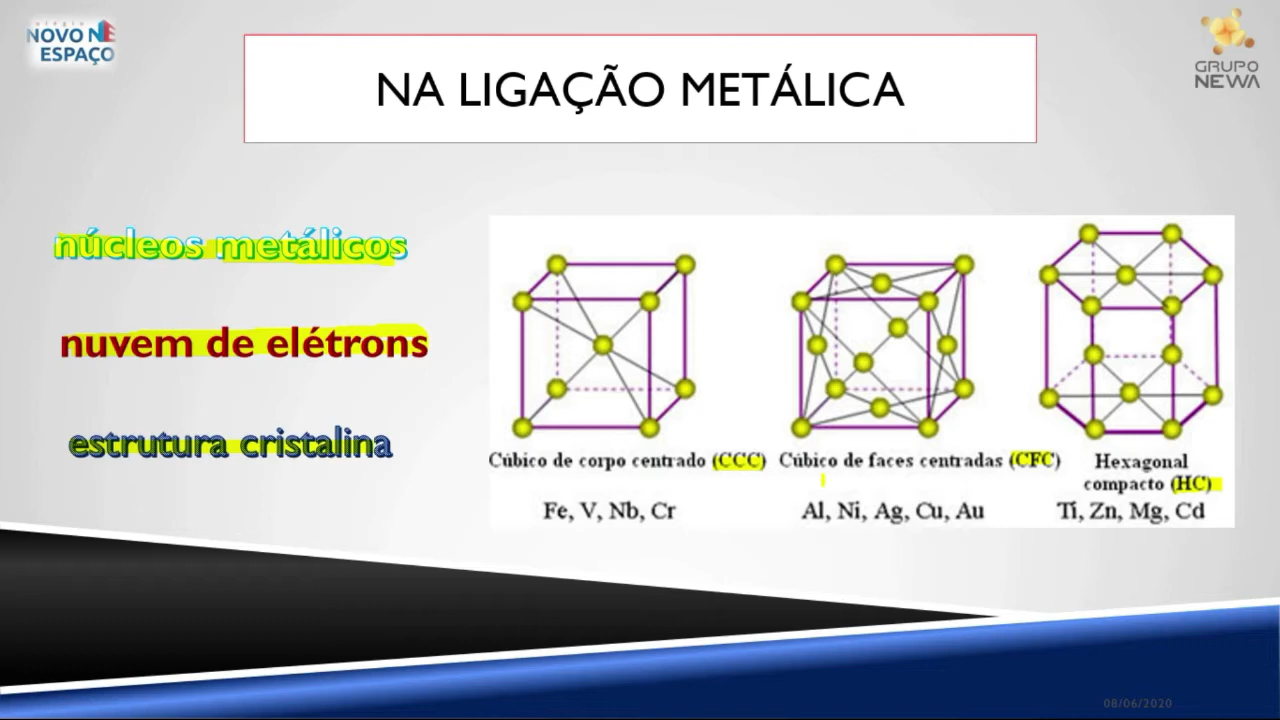 colégio
NOVO NE
ESPAÇO
GRUPO
NEWA
NA LIGAÇÃO METÁLICA
núcleos metálicos
nuvem de elétrons
estrutura cristalina
Cúbico de corpo centrado (CCC)
Fe, V, Nb, Cr
Cúbico de faces centradas (CFC)
Al, Ni, Ag, Cu, Au
Hexagonal
compacto (HC)
Ti, Zn, Mg, Cd
08/06/2020